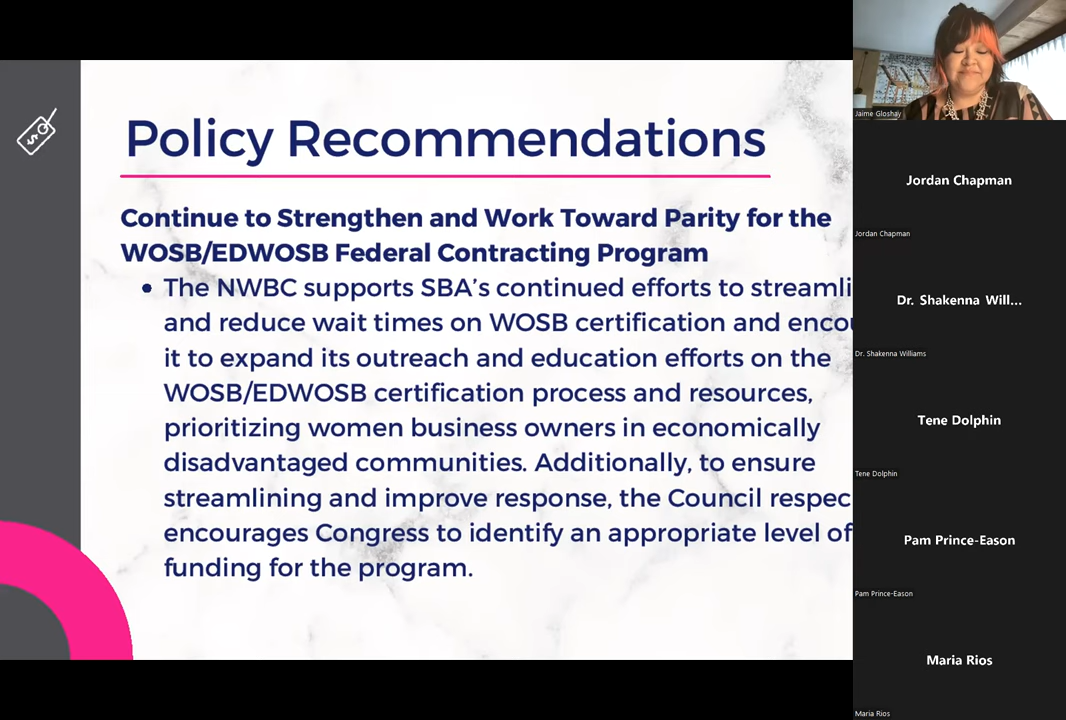 Policy Recommendations
Continue to Strengthen and Work Toward Parity for the
WOSB/EDWOSB Federal Contracting Program
The NWBC supports SBA's continued efforts to streamli
and reduce wait times on WOSB certification and encou
it to expand its outreach and education efforts on the
WOSB/EDWOSB certification process and resources,
prioritizing women business owners in economically
disadvantaged communities. Additionally, to ensure
streamlining and improve response, the Council respec
encourages Congress to identify an appropriate level of
funding for the program.
Jaime Gloshay
Jordan Chapman
Jordan Chapman
Dr. Shakenna Will...
Dr. Shakenna Williams
Tene Dolphin
Tene Dolphin
Pam Prince-Eason
Pam Prince-Eason
Maria Rios
Maria Rios